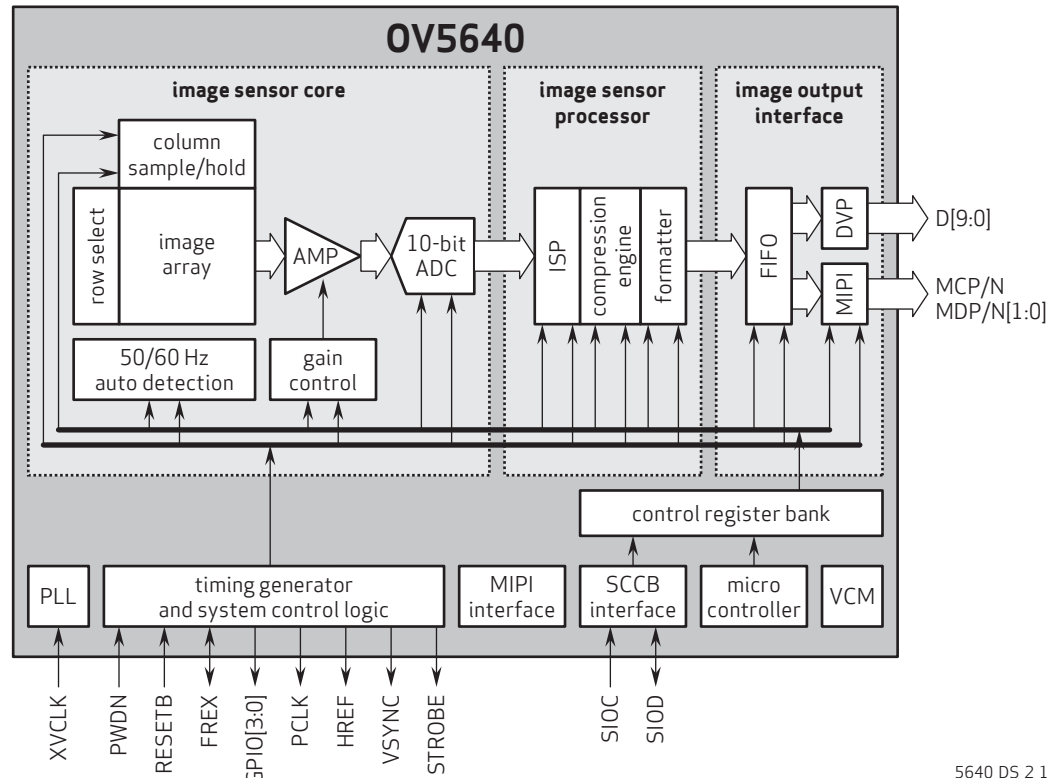 OV5640
image sensor core
image sensor
processor
image output
interface
column
sample/hold
row select
image
array
AMP
10-bit
ADC
ISP
compression
engine
formatter
FIFO
DVP
MIPI
D[9:0]
MCP/N
MDP/N[1:0]
50/60 Hz
auto detection
gain
control
control register bank
PLL
timing generator
and system control logic
MIPI
interface
SCCB
interface
micro
controller
VCM
XVCLK
PWDN
RESETB
FREX
GPIO[3:0]
PCLK
HREF
VSYNC
STROBE
SIOC
SIOD
5640 DS 2 1